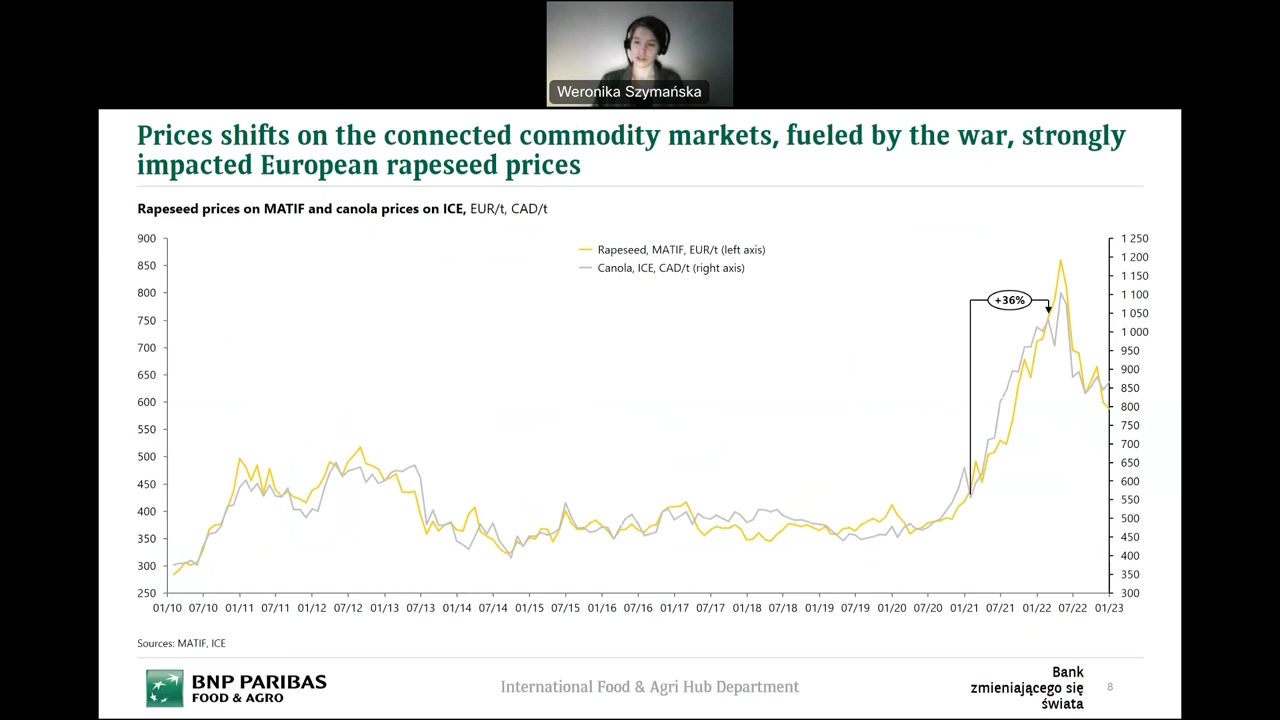 Weronika Szymańska
Prices shifts on the connected commodity markets, fueled by the war, strongly
impacted European rapeseed prices
Rapeseed prices on MATIF and canola prices on ICE, EUR/t, CAD/t
900
850
800
750
700
650
600
550
500
450
400
350
300
250
Rapeseed, MATIF, EUR/t (left axis)
Canola, ICE, CAD/t (right axis)
+36%
1 250
1 200
1 150
1 100
1 050
1 000
950
900
850
800
750
700
650
600
550
500
450
400
350
300
01/10 07/10 01/11 07/11 01/12 07/12 01/13 07/13 01/14 07/14 01/15 07/15 01/16 07/16 01/17 07/17 01/18 07/18 01/19 07/19 01/20 07/20 01/21 07/21 01/22 07/22 01/23
Sources: MATIF, ICE
BNP PARIBAS
FOOD & AGRO
International Food & Agri Hub Department
Bank
zmieniającego się
świata
8